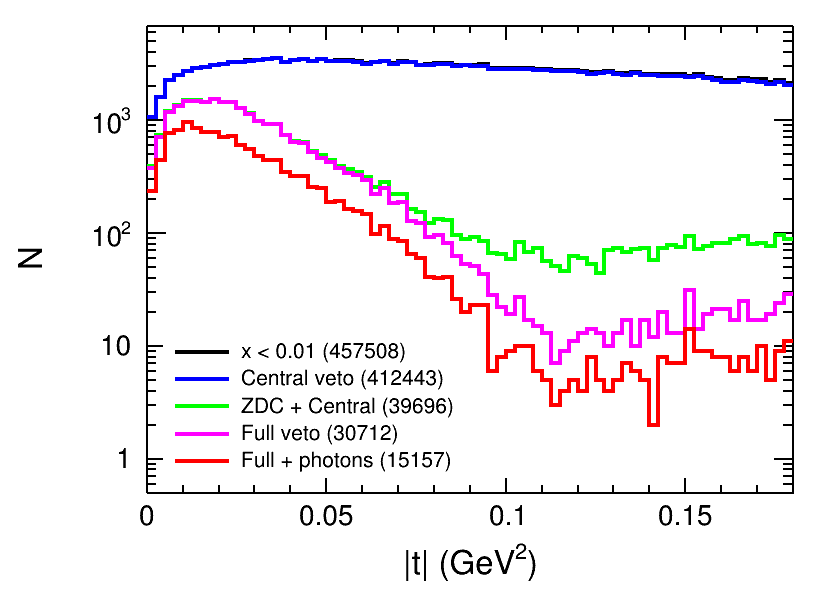 N
10³
10²
10
1
x < 0.01 (457508)
Central veto (412443)
ZDC + Central (39696)
Full veto (30712)
Full + photons (15157)
0 0.05 0.1 0.15
|t| (GeV²)